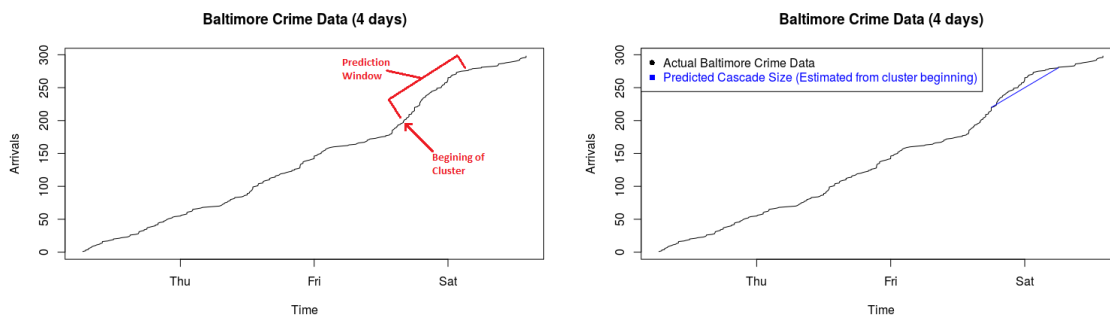 Baltimore Crime Data (4 days)
Prediction
Window
Begining of
Cluster
Arrivals
300
250
200
150
100
50
0
Thu
Fri
Sat
Time
Baltimore Crime Data (4 days)
Actual Baltimore Crime Data
Predicted Cascade Size (Estimated from cluster beginning)
Arrivals
300
250
200
150
100
50
0
Thu
Fri
Sat
Time